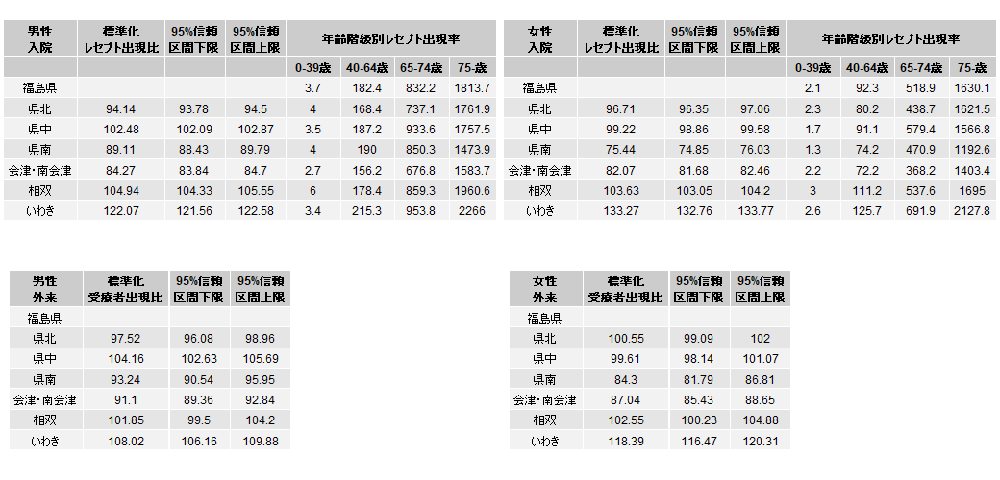 男性 標準化 95%信頼 95%信頼 年齢階級別レセプト出現率
入院 レセプト出現比 区間下限 区間上限
0-39歳 40-64歳 65-74歳 75-歳
福島県 3.7 182.4 832.2 1813.7
県北 94.14 93.78 94.5 4 168.4 737.1 1761.9
県中 102.48 102.09 102.87 3.5 187.2 933.6 1757.5
県南 89.11 88.43 89.79 4 190 850.3 1473.9
会津・南会津 84.27 83.84 84.7 2.7 156.2 676.8 1583.7
相双 104.94 104.33 105.55 6 178.4 859.3 1960.6
いわき 122.07 121.56 122.58 3.4 215.3 953.8 2266
女性 標準化 95%信頼 95%信頼 年齢階級別レセプト出現率
入院 レセプト出現比 区間下限 区間上限
0-39歳 40-64歳 65-74歳 75-歳
福島県 2.1 92.3 518.9 1630.1
県北 96.71 96.35 97.06 2.3 80.2 438.7 1621.5
県中 99.22 98.86 99.58 1.7 91.1 579.4 1566.8
県南 75.44 74.85 76.03 1.3 74.2 470.9 1192.6
会津・南会津 82.07 81.68 82.46 2.2 72.2 368.2 1403.4
相双 103.63 103.05 104.2 3 111.2 537.6 1695
いわき 133.27 132.76 133.77 2.6 125.7 691.9 2127.8
男性 標準化 95%信頼 95%信頼
外来 受療者出現比 区間下限 区間上限
福島県
県北 97.52 96.08 98.96
県中 104.16 102.63 105.69
県南 93.24 90.54 95.95
会津・南会津 91.1 89.36 92.84
相双 101.85 99.5 104.2
いわき 108.02 106.16 109.88
女性 標準化 95%信頼 95%信頼
外来 受療者出現比 区間下限 区間上限
福島県
県北 100.55 99.09 102
県中 99.61 98.14 101.07
県南 84.3 81.79 86.81
会津・南会津 87.04 85.43 88.65
相双 102.55 100.23 104.88
いわき 118.39 116.47 120.31